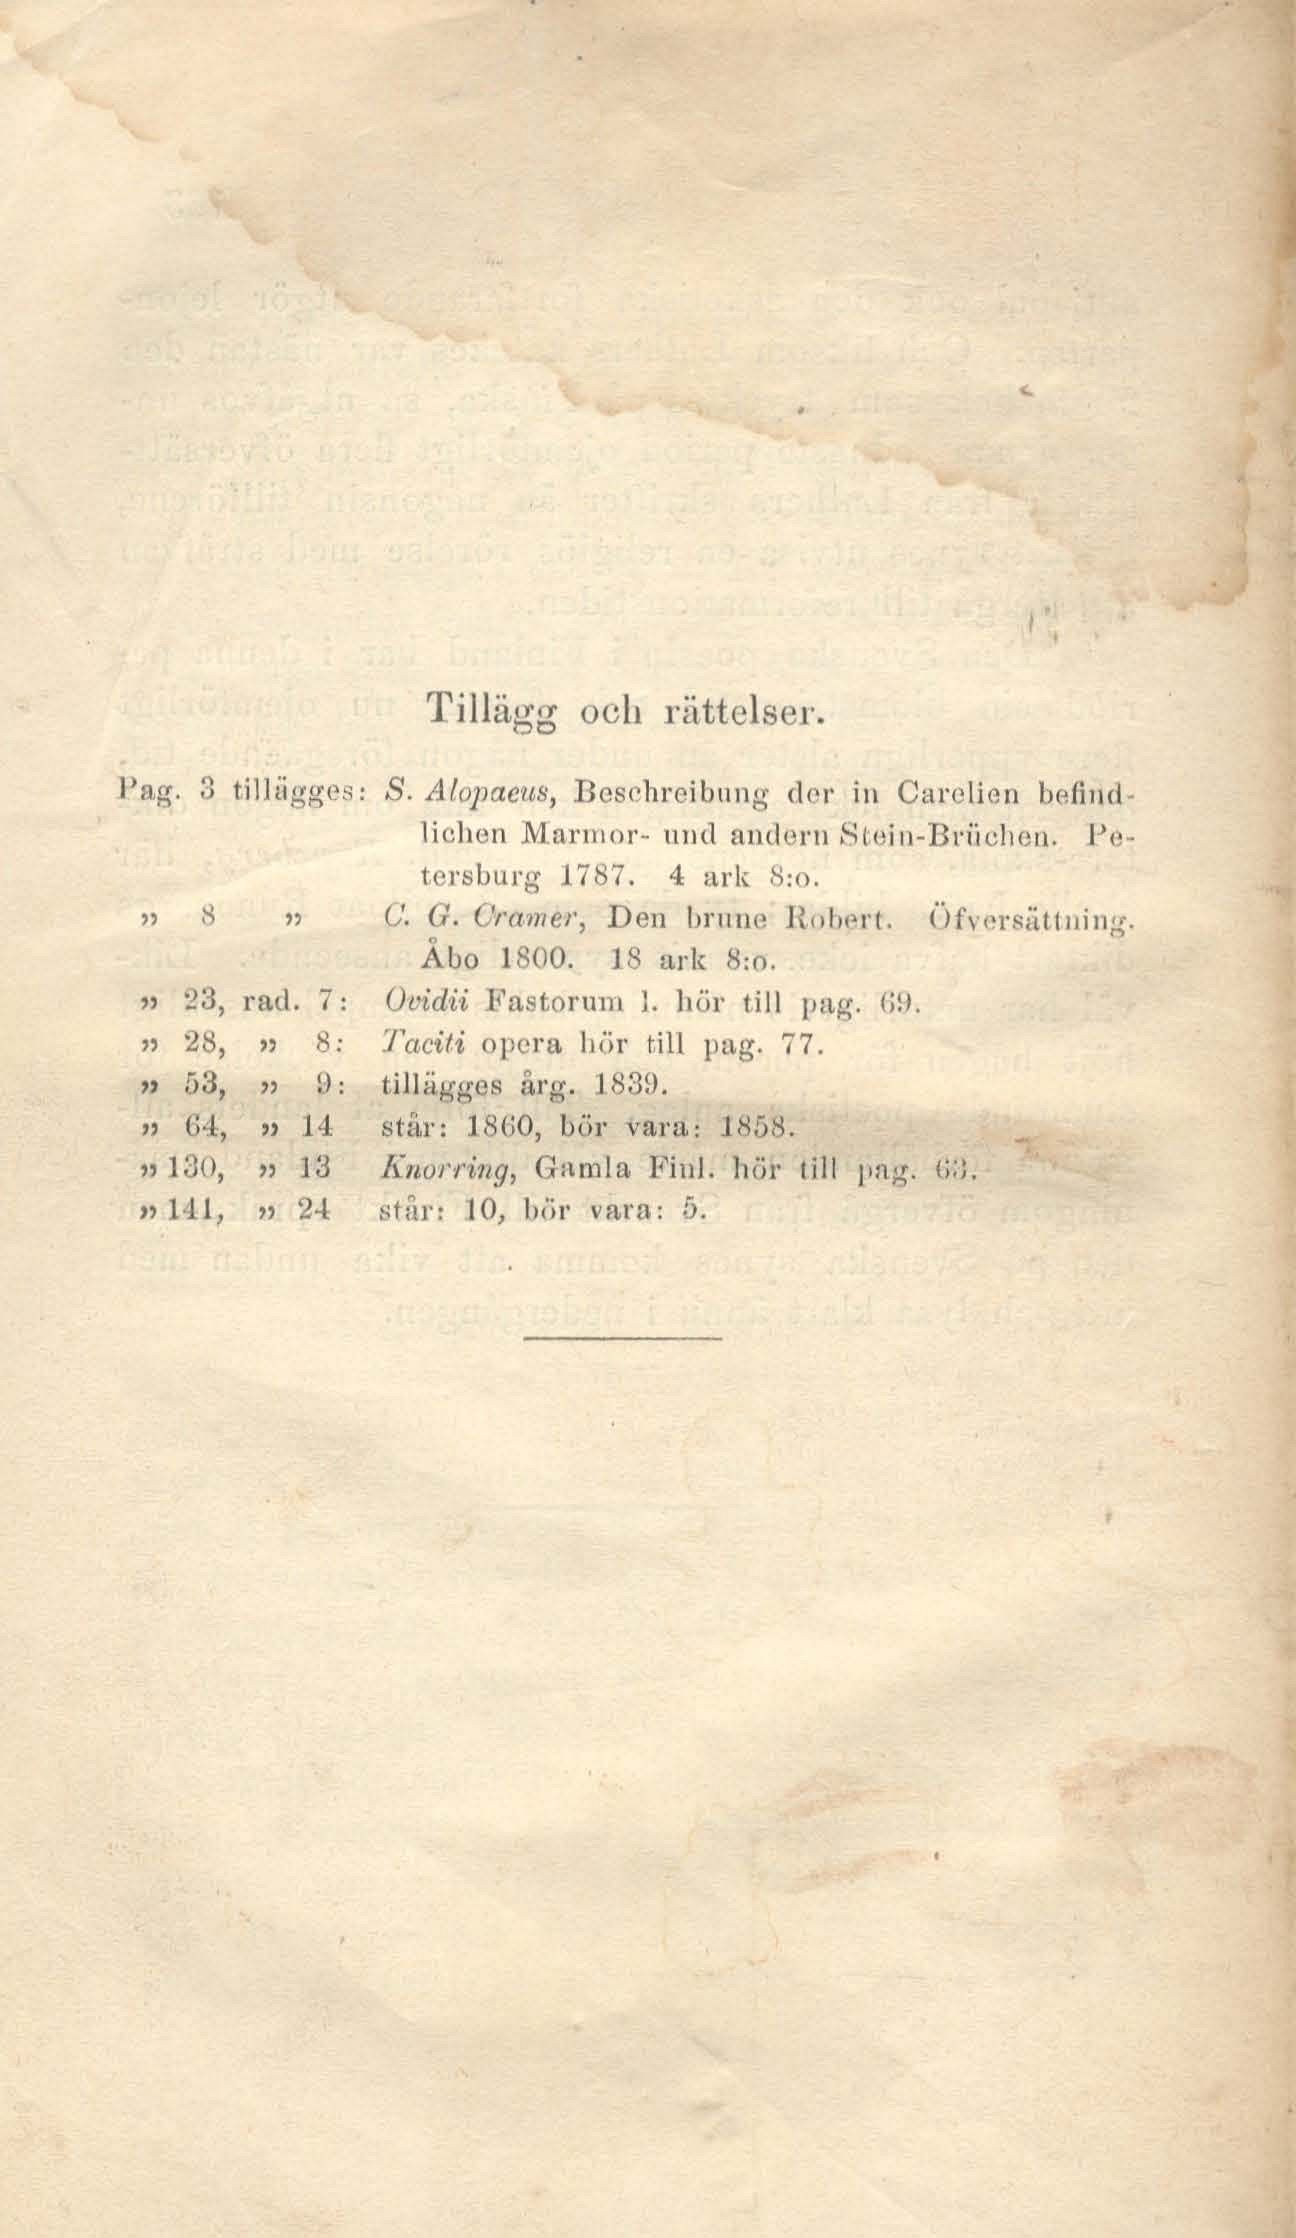 Tillägg och rättelser.
Pag. 3 tillägges: S. Alopaeus, Beschreibung der in Carelien befind-
lichen Marmor- und andern Stein-Brüchen. Pe-
tersburg 1787. 4 ark 8:o.
„ 8 „ C. G. Cramer, Den brune Robert. Öfversättning.
Åbo 1800. 18 ark 8:o.
„ 23, rad. 7: Ovidii Fastorum l. hör till pag. 69.
„ 28, „ 8: Taciti opera hör till pag. 77.
„ 53, „ 9: tillägges årg. 1839.
„ 64, „ 14 står: 1860, bör vara: 1858.
„ 130, „ 13 Knorring, Gamla Finl. hör till pag. 63.
„ 141, „ 24 står: 10, bör vara: 5.